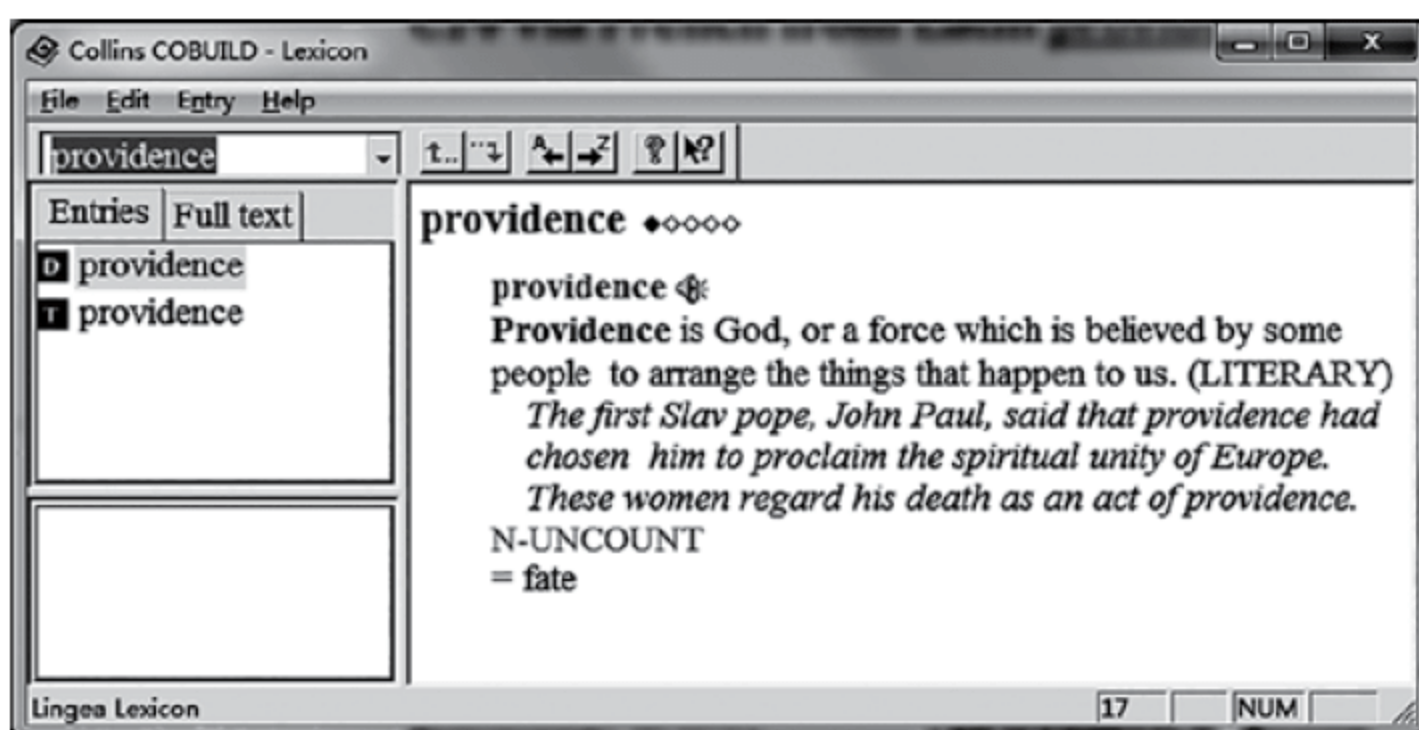 Collins COBUILD - Lexicon
File Edit Entry Help
providence
Entries Full text
D providence
T providence
providence
providence
Providence is God, or a force which is believed by some
people to arrange the things that happen to us. (LITERARY)
The first Slav pope, John Paul, said that providence had
chosen him to proclaim the spiritual unity of Europe.
These women regard his death as an act of providence.
N-UNCOUNT
= fate
Lingea Lexicon 17 NUM